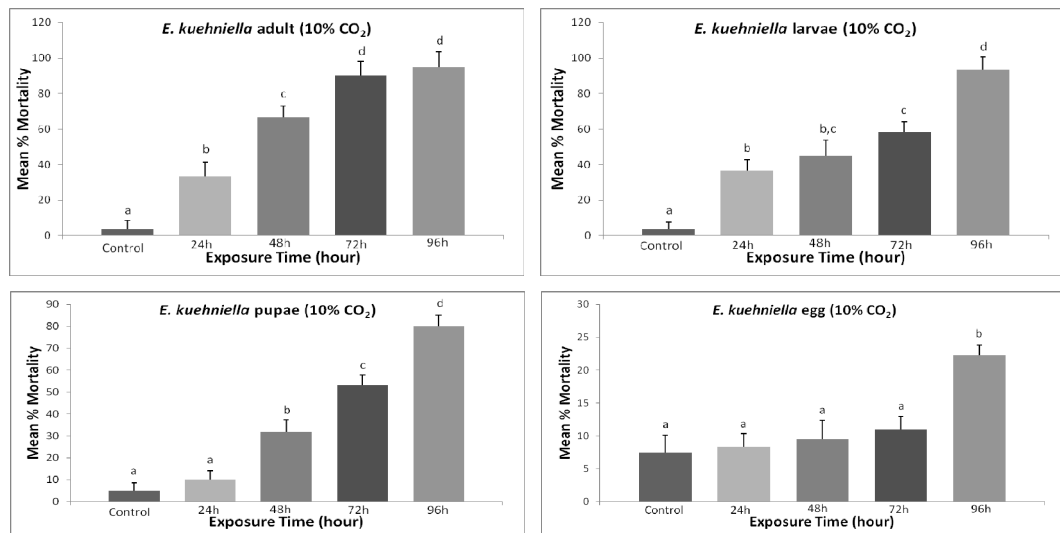 E. kuehniella adult (10% CO₂)
Mean % Mortality
120
100
80
60
40
20
0
a
b
c
d
d
Control
24h
48h
72h
96h
Exposure Time (hour)
E. kuehniella larvae (10% CO₂)
Mean % Mortality
120
100
80
60
40
20
0
a
b
b,c
c
d
Control
24h
48h
72h
96h
Exposure Time (hour)
E. kuehniella pupae (10% CO₂)
Mean % Mortality
90
80
70
60
50
40
30
20
10
0
a
a
b
c
d
Control
24h
48h
72h
96h
Exposure Time (hour)
E. kuehniella egg (10% CO₂)
Mean % Mortality
30
25
20
15
10
5
0
a
a
a
a
b
Control
24h
48h
72h
96h
Exposure Time (hour)